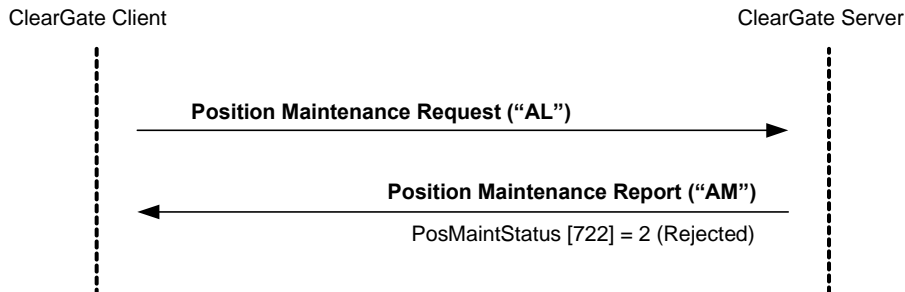 ClearGate Client
ClearGate Server
Position Maintenance Request (“AL”)
Position Maintenance Report (“AM”)
PosMaintStatus [722] = 2 (Rejected)